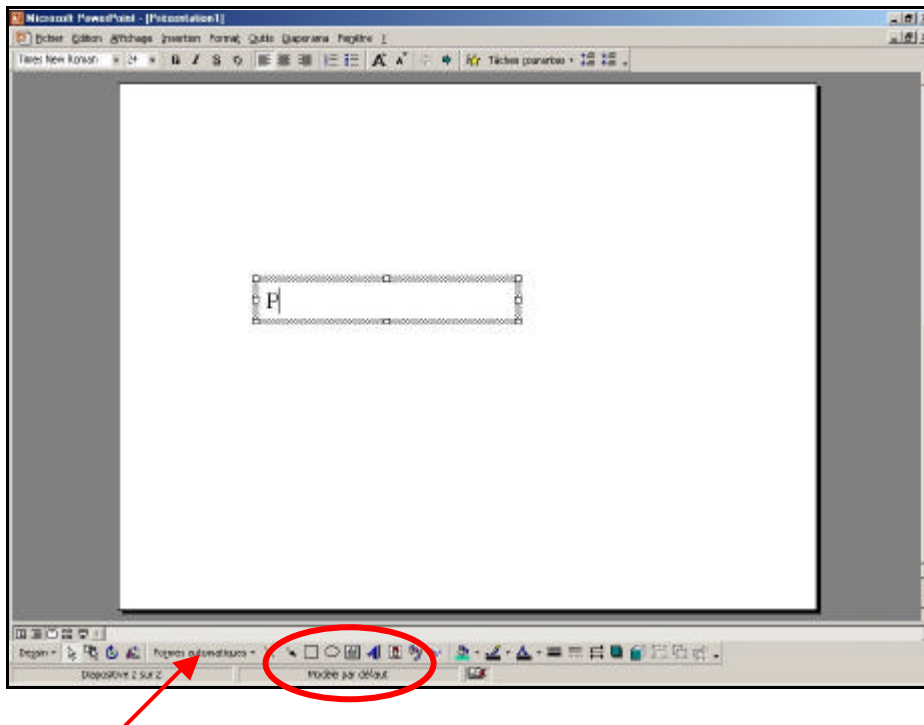 Microsoft PowerPoint - [Présentation1]
Fichier Edition Affichage Insertion Format Outils Diaporama Fenêtre ?
Times New Roman 24 G I S Tâches courantes
P
Dessin Formes automatiques
Diapositive 2 sur 2 Modèle par défaut